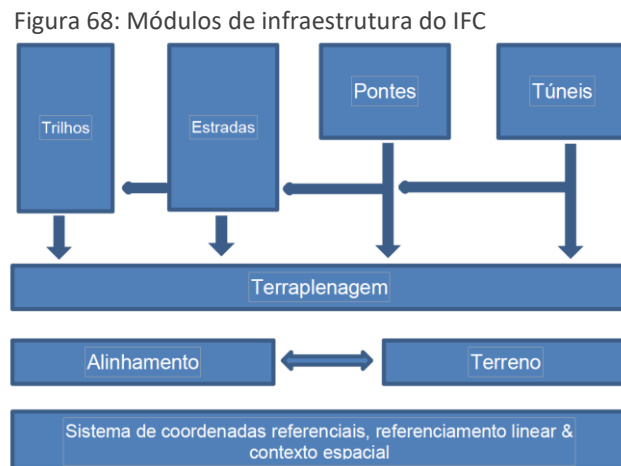 Figura 68: Módulos de infraestrutura do IFC
Trilhos
Estradas
Pontes
Túneis
Terraplenagem
Alinhamento
Terreno
Sistema de coordenadas referenciais, referenciamento linear &
contexto espacial